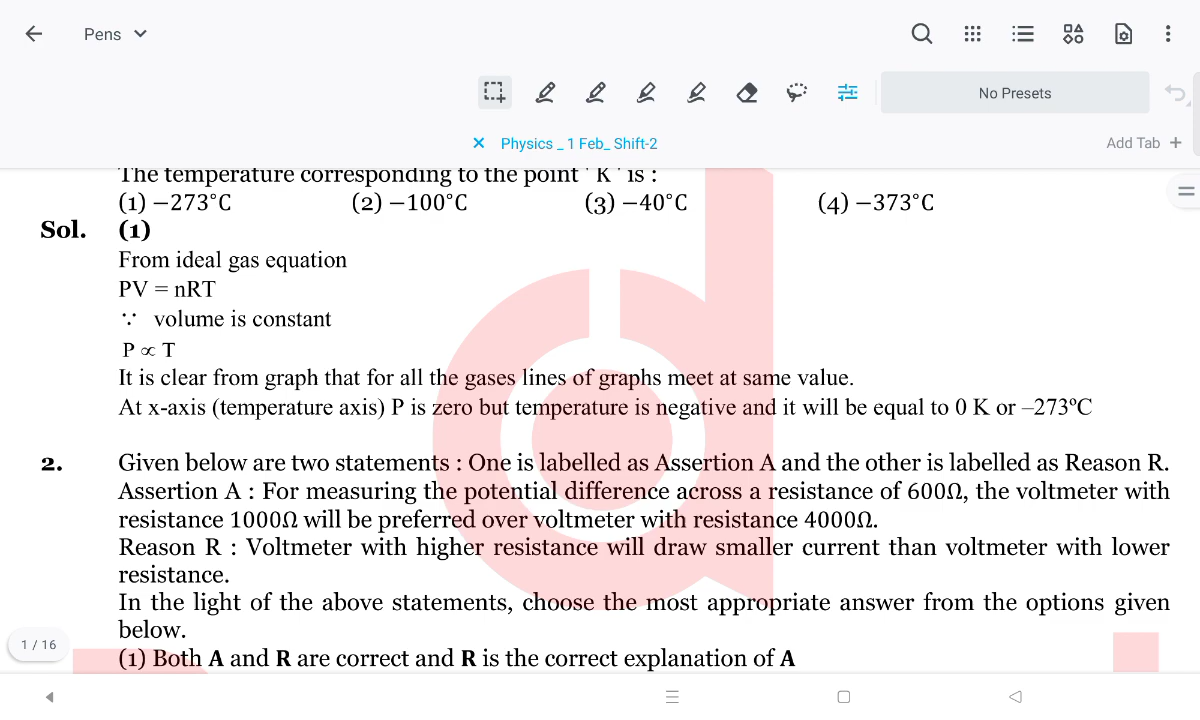 Pens
No Presets
Physics _ 1 Feb_ Shift-2
Add Tab +
The temperature corresponding to the point ' K ' is :
(1) −273°C (2) −100°C (3) −40°C (4) −373°C
Sol. (1)
From ideal gas equation
PV = nRT
∵ volume is constant
P ∝ T
It is clear from graph that for all the gases lines of graphs meet at same value.
At x-axis (temperature axis) P is zero but temperature is negative and it will be equal to 0 K or –273ºC
2. Given below are two statements : One is labelled as Assertion A and the other is labelled as Reason R.
Assertion A : For measuring the potential difference across a resistance of 600Ω, the voltmeter with
resistance 1000Ω will be preferred over voltmeter with resistance 4000Ω.
Reason R : Voltmeter with higher resistance will draw smaller current than voltmeter with lower
resistance.
In the light of the above statements, choose the most appropriate answer from the options given
below.
1 / 16
(1) Both A and R are correct and R is the correct explanation of A